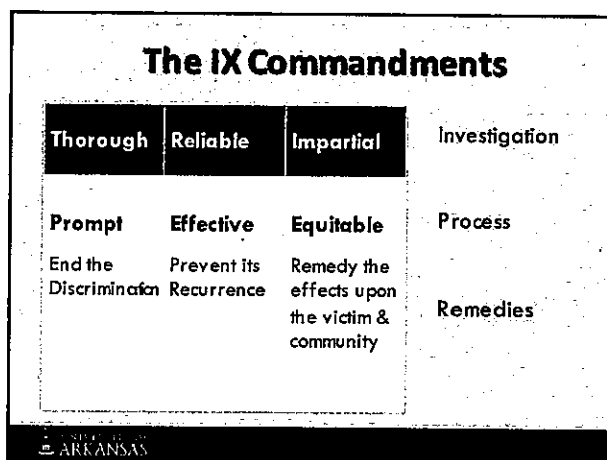 The IX Commandments
Thorough Reliable Impartial Investigation
Prompt Effective Equitable Process
End the Discrimination Prevent its Recurrence Remedy the effects upon the victim & community Remedies
ARKANSAS